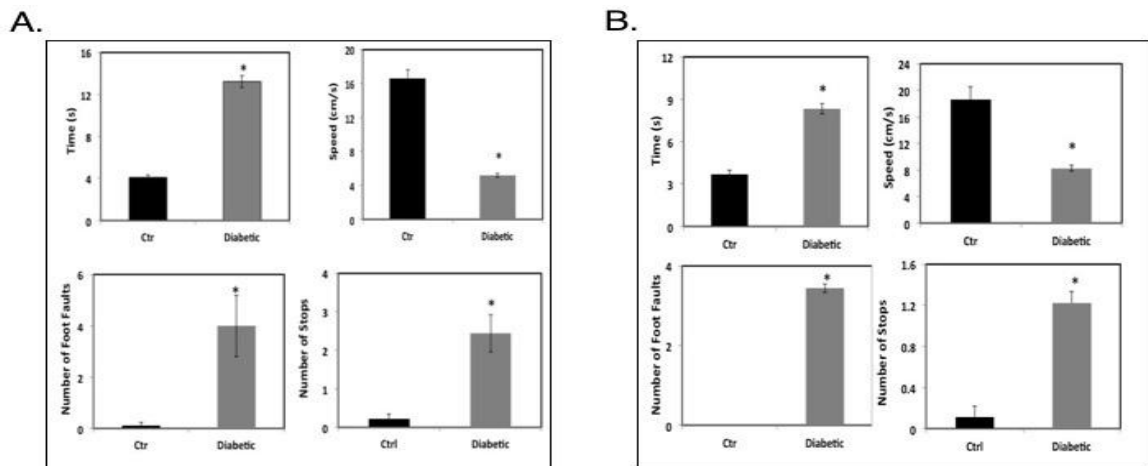 A.
B.
Time (s)
16
12
8
4
0
*
Ctr Diabetic
Speed (cm/s)
20
16
12
8
4
0
*
Ctr Diabetic
Number of Foot Faults
6
4
2
0
*
Ctr Diabetic
Number of Stops
4
3
2
1
0
*
Ctrl Diabetic
Time (s)
12
9
6
3
0
*
Ctr Diabetic
Speed (cm/s)
24
20
16
12
8
4
0
*
Ctr Diabetic
Number of Foot Faults
4
2
0
*
Ctr Diabetic
Number of Stops
1.6
1.2
0.8
0.4
0
*
Ctrl Diabetic